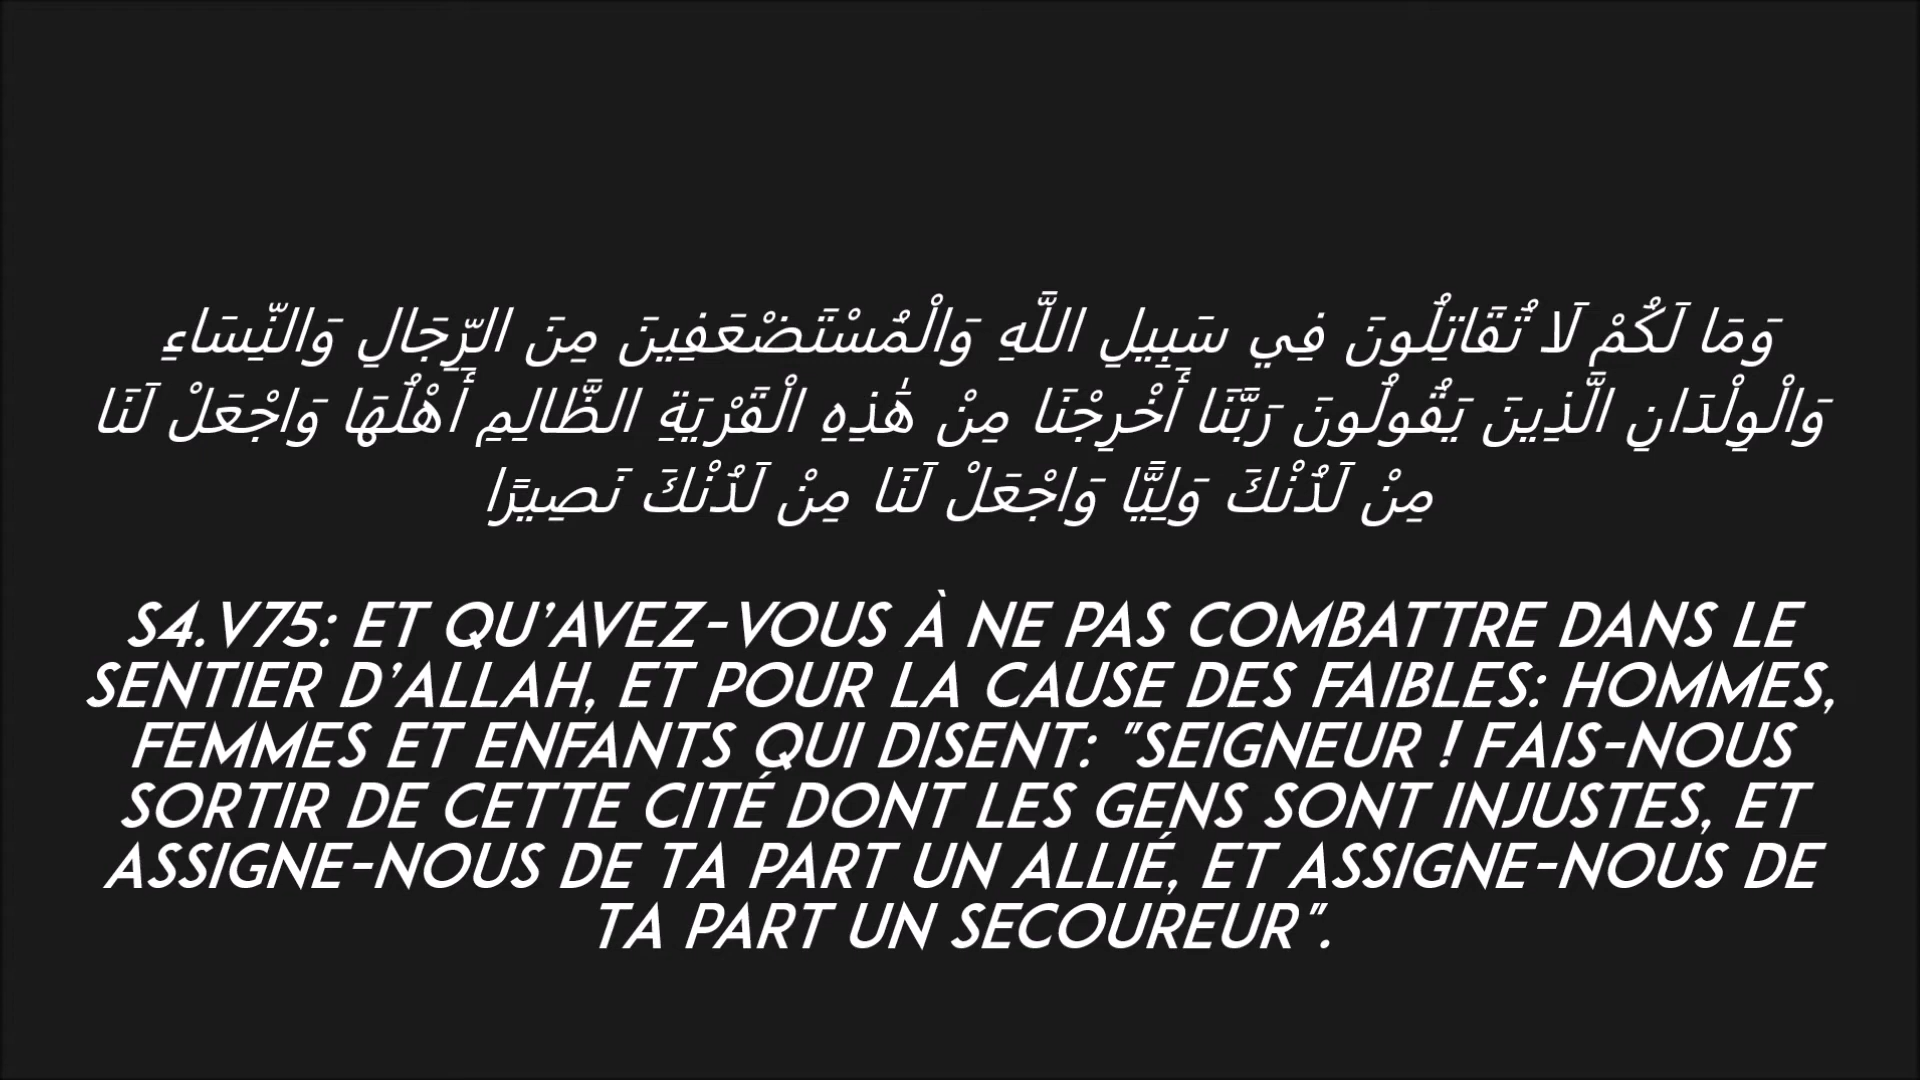 وَمَا لَكُمْ لَا تُقَاتِلُونَ فِي سَبِيلِ اللَّهِ وَالْمُسْتَضْعَفِينَ مِنَ الرِّجَالِ وَالنِّسَاءِ
وَالْوِلْدَانِ الَّذِينَ يَقُولُونَ رَبَّنَا أَخْرِجْنَا مِنْ هَٰذِهِ الْقَرْيَةِ الظَّالِمِ أَهْلُهَا وَاجْعَلْ لَنَا
مِنْ لَدُنْكَ وَلِيًّا وَاجْعَلْ لَنَا مِنْ لَدُنْكَ نَصِيرًا
S4.V75: ET QU'AVEZ-VOUS À NE PAS COMBATTRE DANS LE
SENTIER D'ALLAH, ET POUR LA CAUSE DES FAIBLES: HOMMES,
FEMMES ET ENFANTS QUI DISENT: "SEIGNEUR ! FAIS-NOUS
SORTIR DE CETTE CITÉ DONT LES GENS SONT INJUSTES, ET
ASSIGNE-NOUS DE TA PART UN ALLIÉ, ET ASSIGNE-NOUS DE
TA PART UN SECOUREUR".